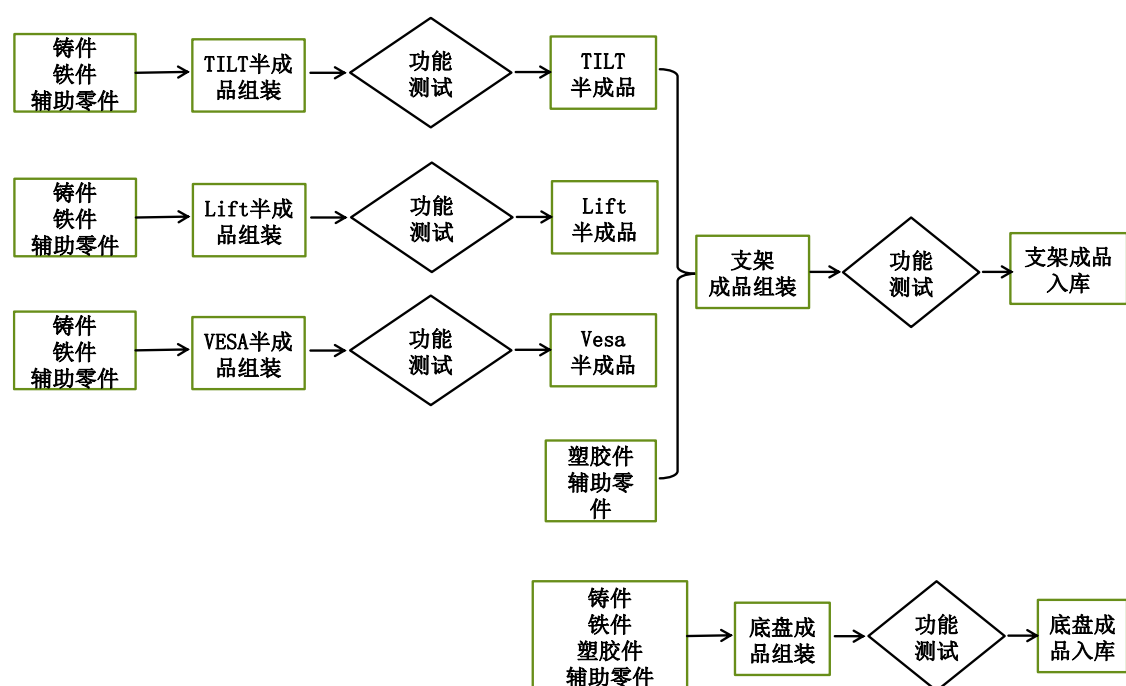 铸件
铁件
辅助零件
TILT半成
品组装
功能
测试
TILT
半成品
铸件
铁件
辅助零件
Lift半成
品组装
功能
测试
Lift
半成品
铸件
铁件
辅助零件
VESA半成
品组装
功能
测试
Vesa
半成品
塑胶件
辅助零
件
支架
成品组装
功能
测试
支架成品
入库
铸件
铁件
塑胶件
辅助零件
底盘成
品组装
功能
测试
底盘成
品入库